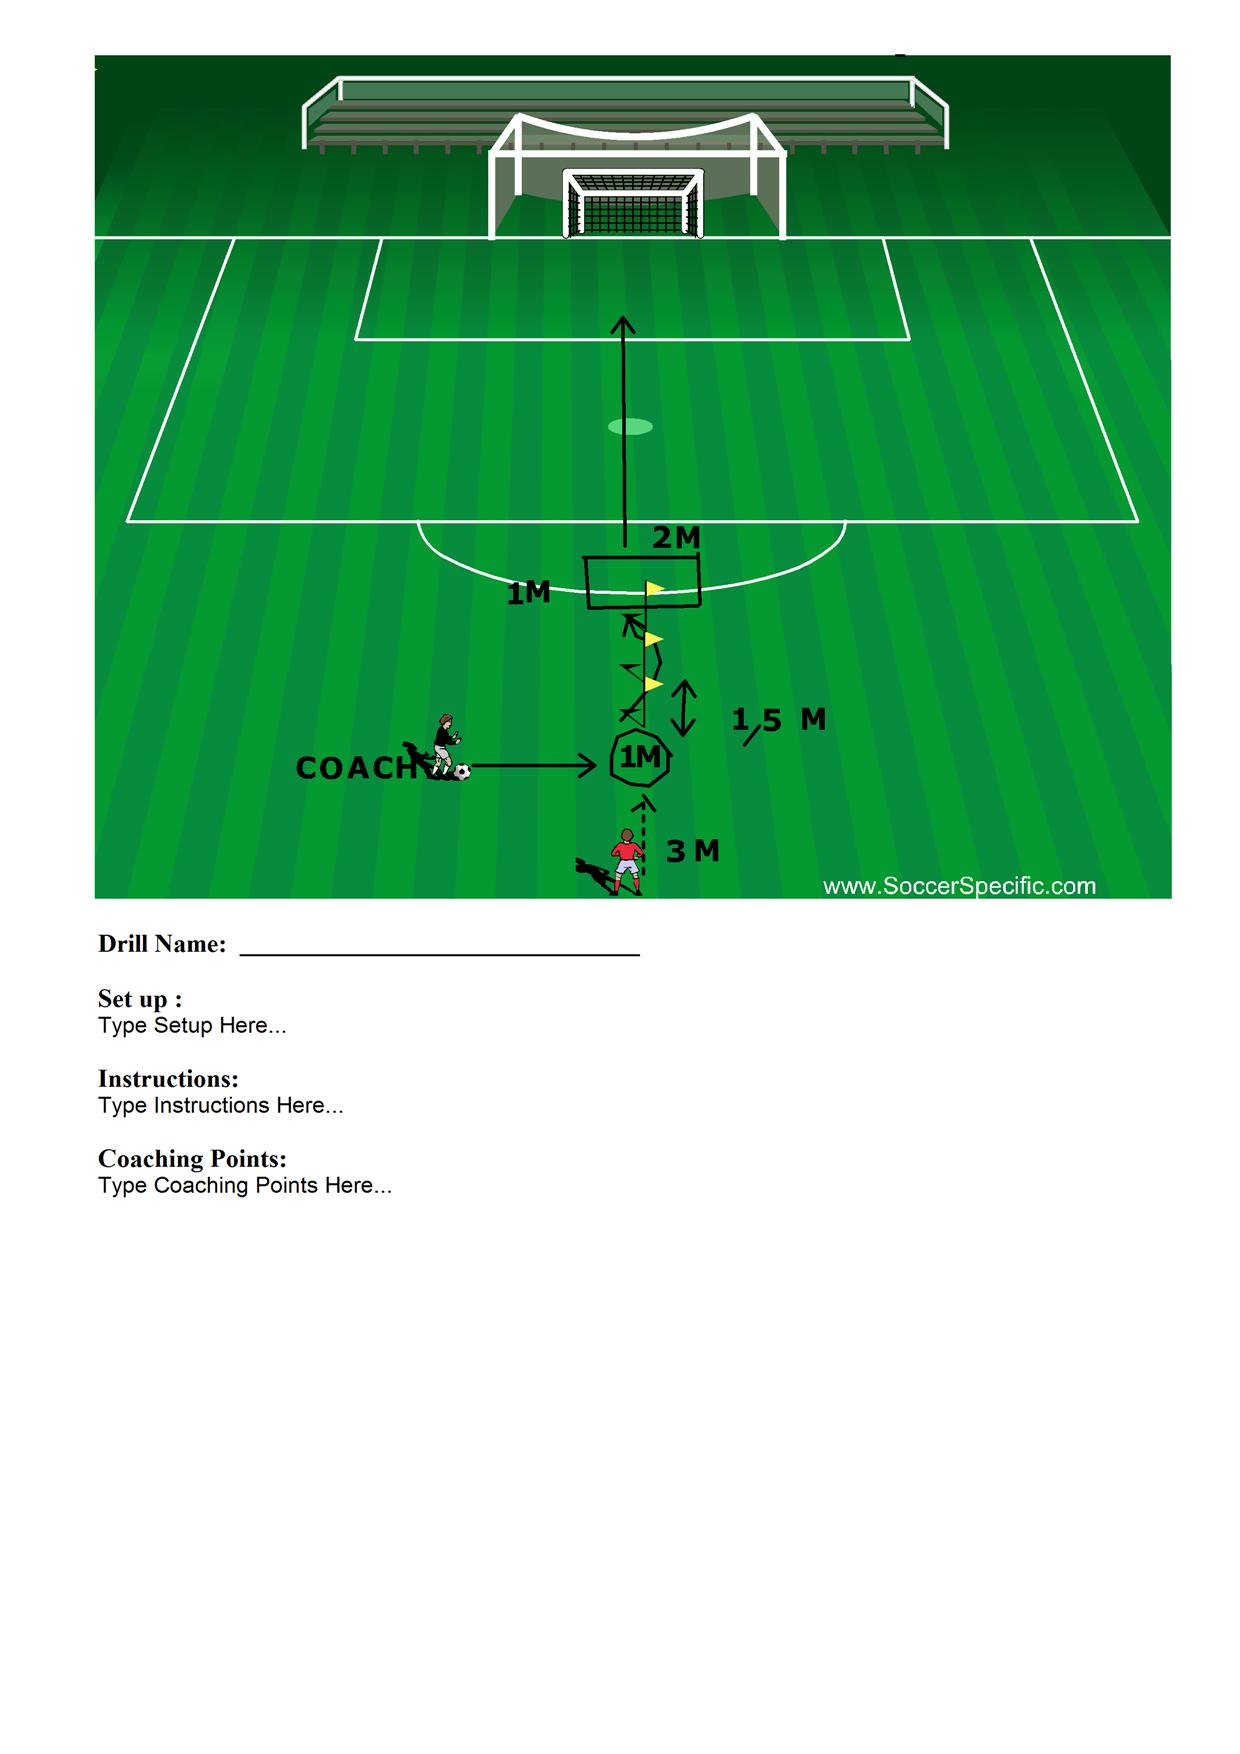 2M
1M
1,5 M
1M
COACH
3 M
www.SoccerSpecific.com
Drill Name:
Set up :
Type Setup Here...
Instructions:
Type Instructions Here...
Coaching Points:
Type Coaching Points Here...